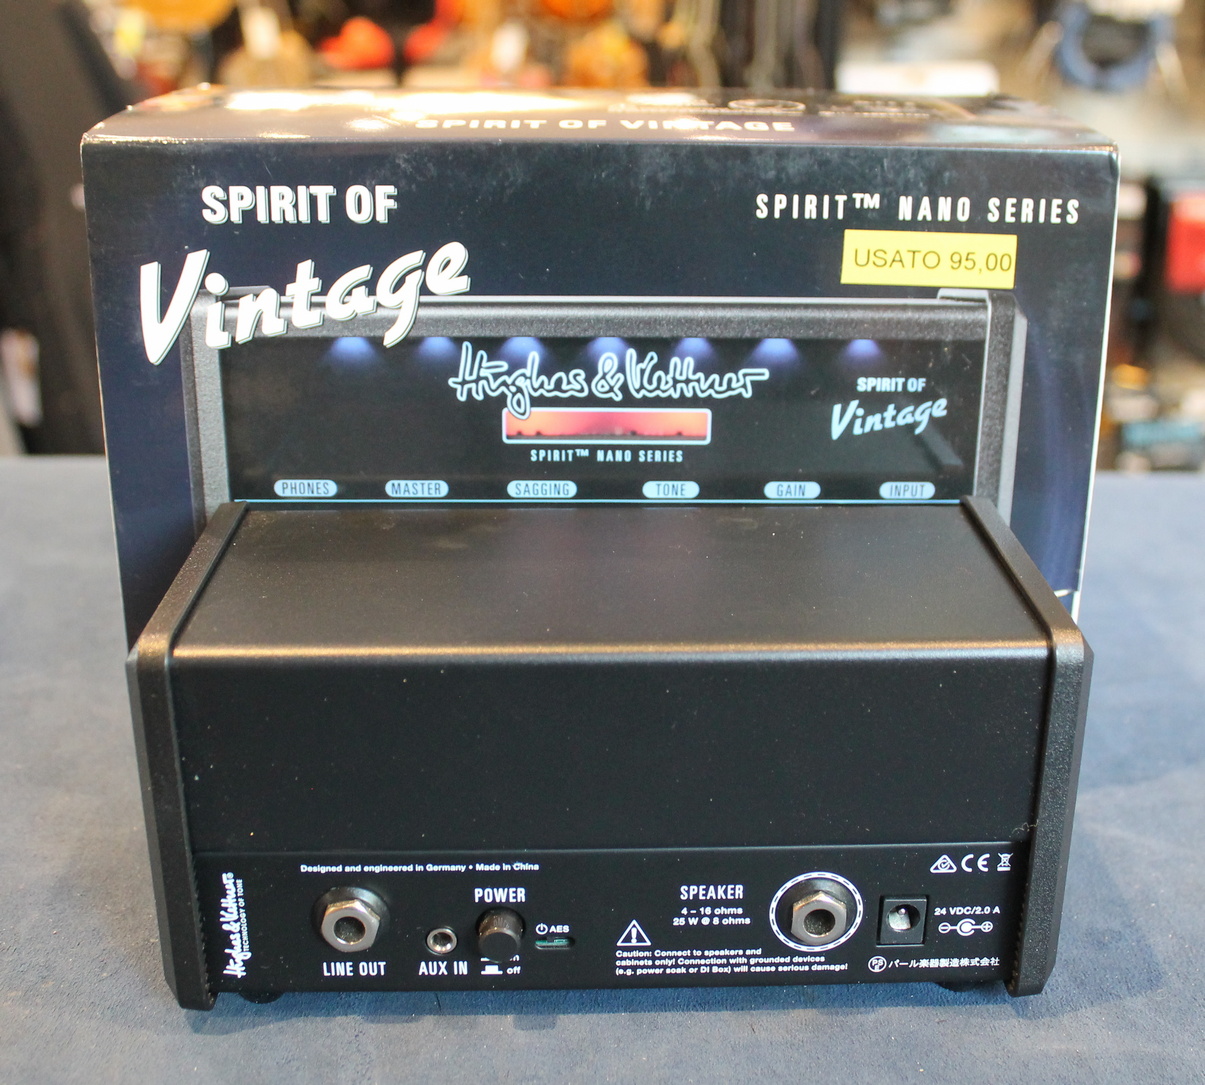 SPIRIT OF VINTAGE
SPIRIT OF
Vintage
SPIRIT™ NANO SERIES
USATO 95,00
Hughes & Kettner
SPIRIT™ NANO SERIES
SPIRIT OF
Vintage
PHONES MASTER SAGGING TONE GAIN INPUT
Designed and engineered in Germany • Made in China
Hughes & Kettner
TECHNOLOGY OF TONE
LINE OUT
AUX IN
POWER
on
off
AES
SPEAKER
4 – 16 ohms
25 W @ 8 ohms
Caution: Connect to speakers and
cabinets only! Connection with grounded devices
(e.g. power soak or DI Box) will cause serious damage!
CE
24 VDC/2.0 A
PS E パール楽器製造株式会社